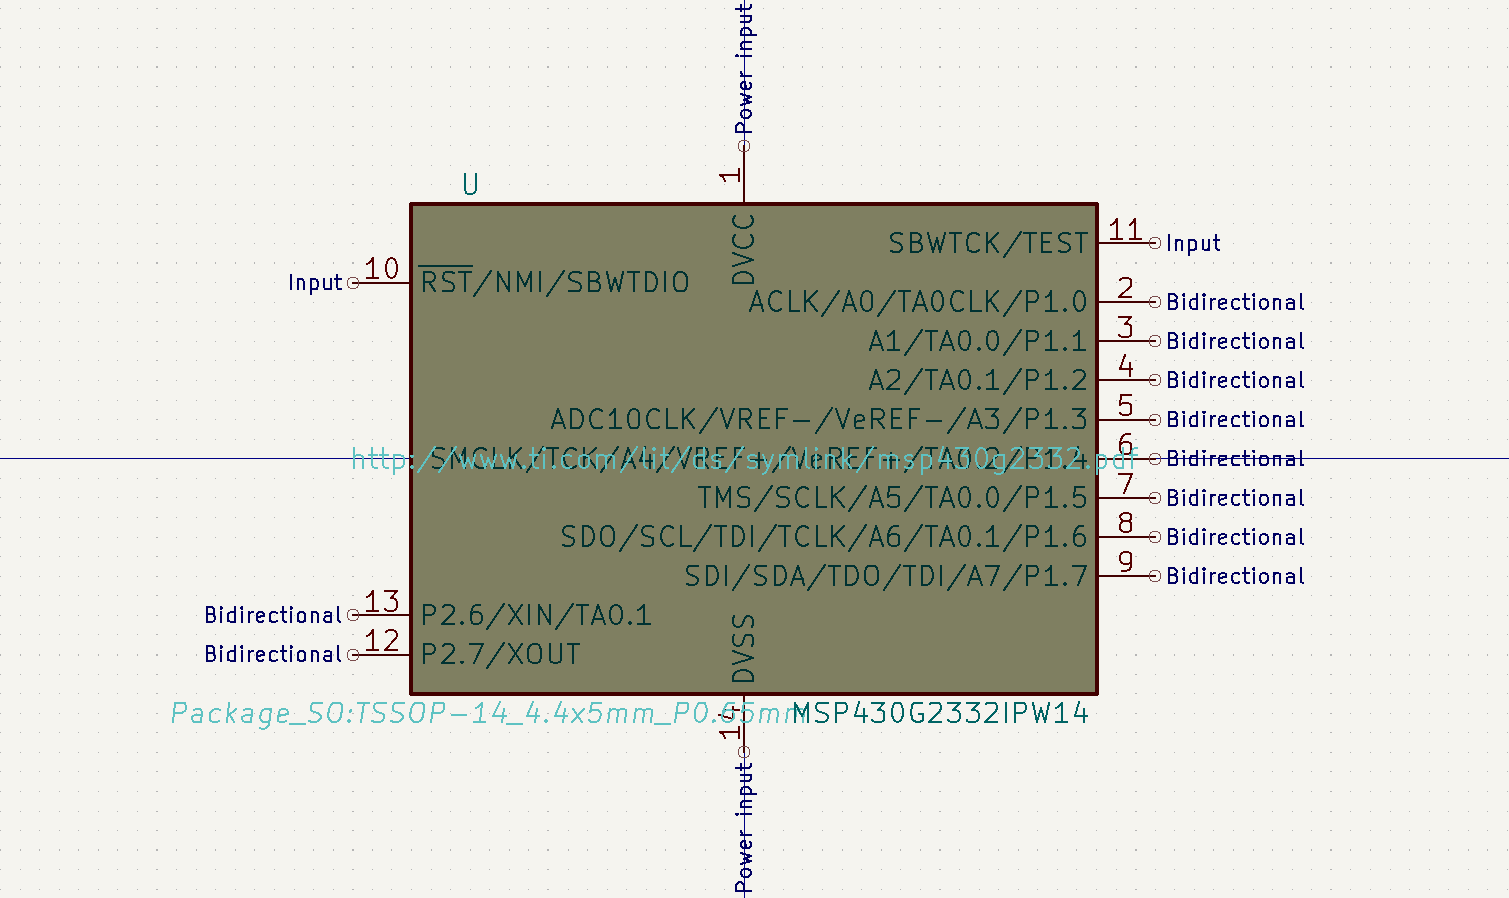 Power input
1
U
DVCC
SBWTCK/TEST 11 Input
Input 10 RST/NMI/SBWTDIO
ACLK/A0/TA0CLK/P1.0 2 Bidirectional
A1/TA0.0/P1.1 3 Bidirectional
A2/TA0.1/P1.2 4 Bidirectional
ADC10CLK/VREF-/VeREF-/A3/P1.3 5 Bidirectional
SMCLK/TCK/A4/VREF+/VeREF+/TA0.2/P1.4 6 Bidirectional
http://www.ti.com/lit/ds/symlink/msp430g2332.pdf
TMS/SCLK/A5/TA0.0/P1.5 7 Bidirectional
SDO/SCL/TDI/TCLK/A6/TA0.1/P1.6 8 Bidirectional
SDI/SDA/TDO/TDI/A7/P1.7 9 Bidirectional
Bidirectional 13 P2.6/XIN/TA0.1
Bidirectional 12 P2.7/XOUT
DVSS
Package_SO:TSSOP-14_4.4x5mm_P0.65mm
MSP430G2332IPW14
14
Power input